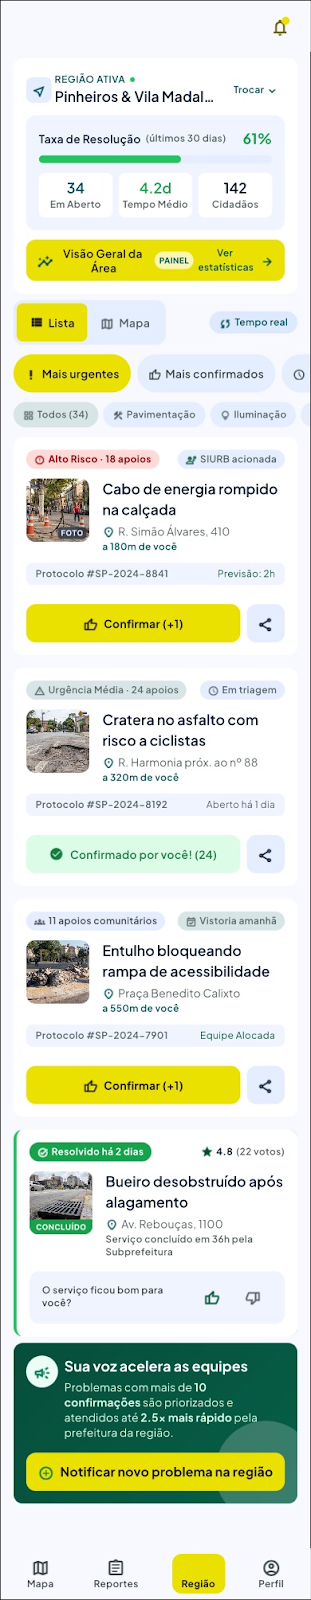 REGIÃO ATIVA
Pinheiros & Vila Madal...
Trocar
Taxa de Resolução (últimos 30 dias) 61%
34 4.2d 142
Em Aberto Tempo Médio Cidadãos
Visão Geral da
Área
PAINEL
Ver
estatísticas
Lista Mapa Tempo real
Mais urgentes Mais confirmados
Todos (34) Pavimentação Iluminação
Alto Risco · 18 apoios SIURB acionada
Cabo de energia rompido
na calçada
FOTO
R. Simão Álvares, 410
a 180m de você
Protocolo #SP-2024-8841 Previsão: 2h
Confirmar (+1)
Urgência Média · 24 apoios Em triagem
Cratera no asfalto com
risco a ciclistas
R. Harmonia próx. ao nº 88
a 320m de você
Protocolo #SP-2024-8192 Aberto há 1 dia
Confirmado por você! (24)
11 apoios comunitários Vistoria amanhã
Entulho bloqueando
rampa de acessibilidade
Praça Benedito Calixto
a 550m de você
Protocolo #SP-2024-7901 Equipe Alocada
Confirmar (+1)
Resolvido há 2 dias 4.8 (22 votos)
Bueiro desobstruído após
alagamento
CONCLUÍDO
Av. Rebouças, 1100
Serviço concluído em 36h pela
Subprefeitura
O serviço ficou bom para
você?
Sua voz acelera as equipes
Problemas com mais de 10
confirmações são priorizados e
atendidos até 2.5x mais rápido pela
prefeitura da região.
Notificar novo problema na região
Mapa Reportes Região Perfil